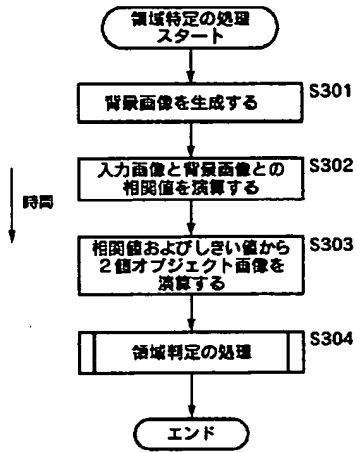 領域特定の処理
スタート
S301
背景画像を生成する
S302
入力画像と背景画像との
相関値を演算する
時間
S303
相関値およびしきい値から
2値オブジェクト画像を
演算する
S304
領域判定の処理
エンド